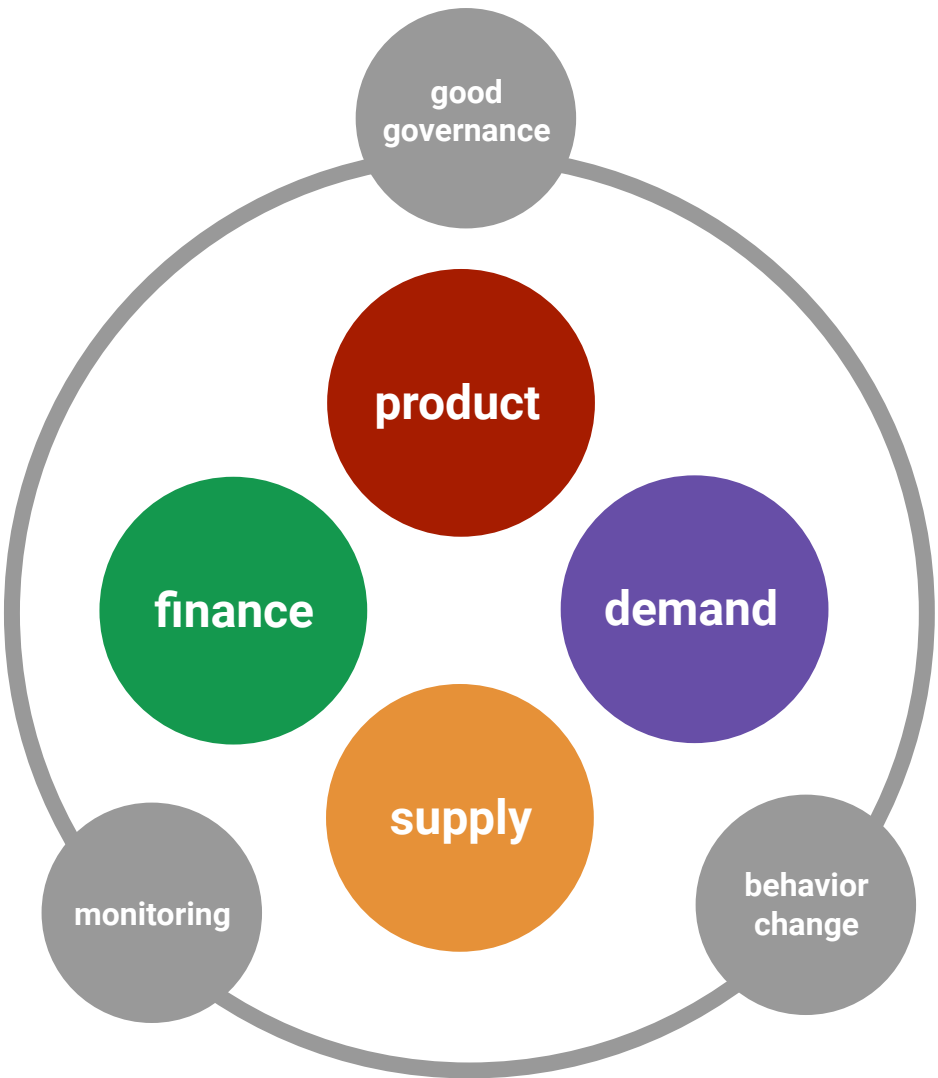 good
governance
product
finance
demand
supply
monitoring
behavior
change